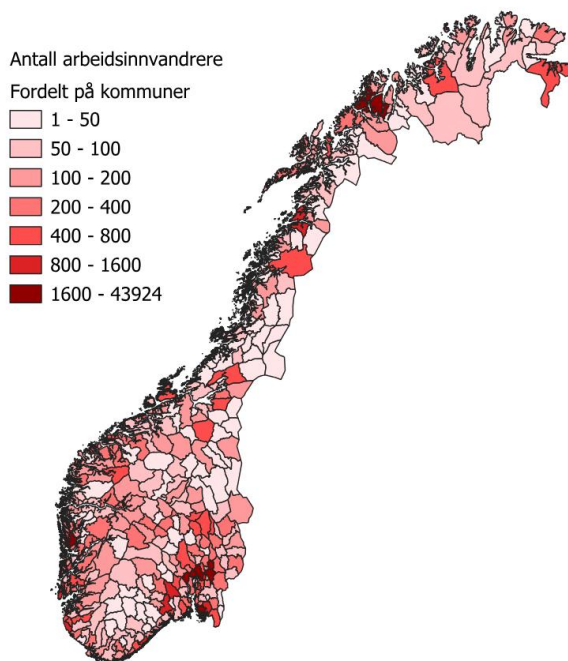 Antall arbeidsinnvandrere
Fordelt på kommuner
1 - 50
50 - 100
100 - 200
200 - 400
400 - 800
800 - 1600
1600 - 43924